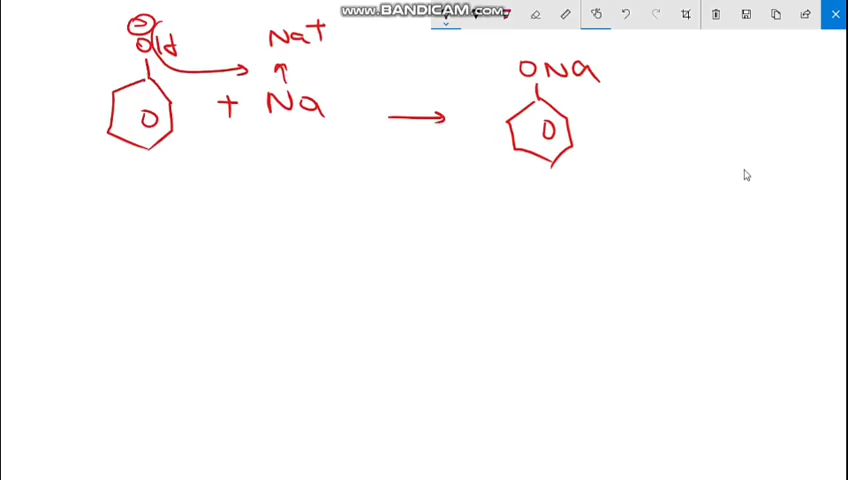 www.BANDICAM.com
⊖
OH
Na+
↑
+ Na → ONa